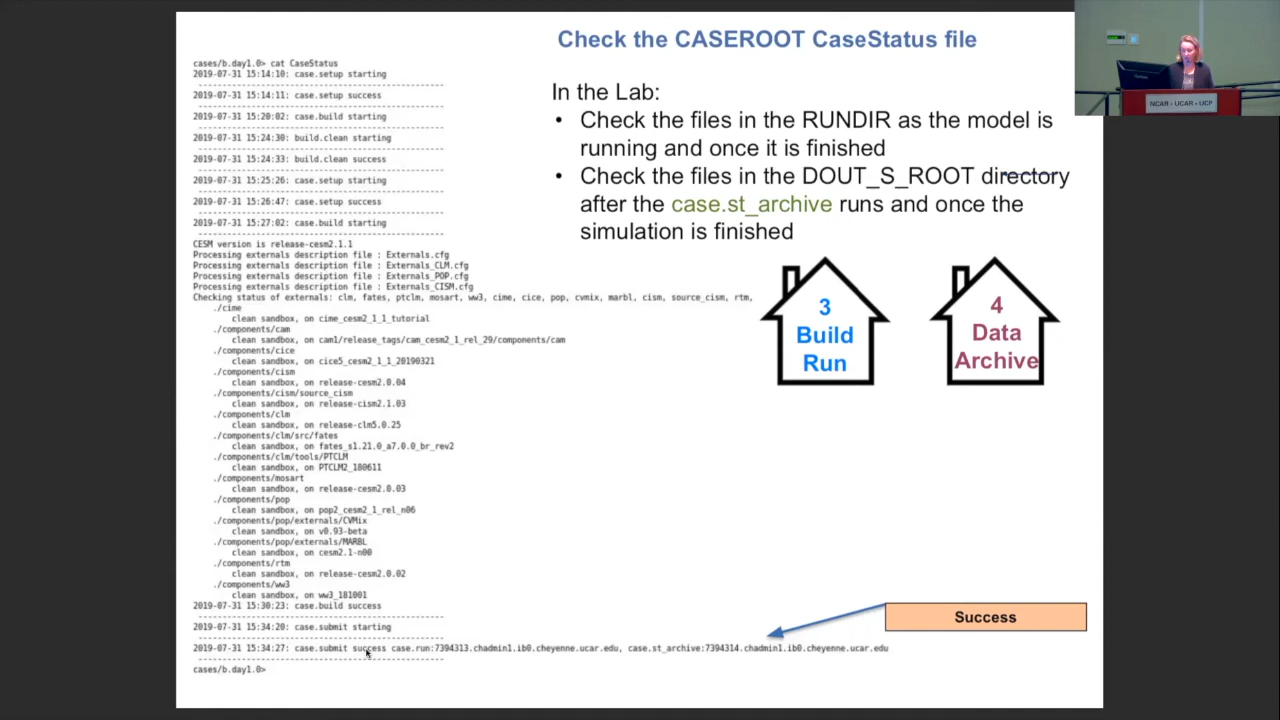 Check the CASEROOT CaseStatus file
cases/b.day1.0> cat CaseStatus
2019-07-31 15:14:10: case.setup starting
---------------------------------------------------
2019-07-31 15:14:11: case.setup success
---------------------------------------------------
2019-07-31 15:20:02: case.build starting
---------------------------------------------------
2019-07-31 15:24:30: build.clean starting
---------------------------------------------------
2019-07-31 15:24:33: build.clean success
---------------------------------------------------
2019-07-31 15:25:26: case.setup starting
---------------------------------------------------
2019-07-31 15:26:47: case.setup success
---------------------------------------------------
2019-07-31 15:27:02: case.build starting
---------------------------------------------------
CESM version is release-cesm2.1.1
Processing externals description file : Externals.cfg
Processing externals description file : Externals_CLM.cfg
Processing externals description file : Externals_POP.cfg
Processing externals description file : Externals_CISM.cfg
Checking status of externals: clm, fates, ptclm, mosart, ww3, cime, cice, pop, cvmix, marbl, cism, source_cism, rtm,
./cime
clean sandbox, on cime_cesm2_1_1_tutorial
./components/cam
clean sandbox, on cam1/release_tags/cam_cesm2_1_rel_29/components/cam
./components/cice
clean sandbox, on cice5_cesm2_1_1_20190321
./components/cism
clean sandbox, on release-cesm2.0.04
./components/cism/source_cism
clean sandbox, on release-cism2.1.03
./components/clm
clean sandbox, on release-clm5.0.25
./components/clm/src/fates
clean sandbox, on fates_s1.21.0_a7.0.0_br_rev2
./components/clm/tools/PTCLM
clean sandbox, on PTCLM2_180611
./components/mosart
clean sandbox, on release-cesm2.0.03
./components/pop
clean sandbox, on pop2_cesm2_1_rel_n06
./components/pop/externals/CVMix
clean sandbox, on v0.93-beta
./components/pop/externals/MARBL
clean sandbox, on cesm2.1-n00
./components/rtm
clean sandbox, on release-cesm2.0.02
./components/ww3
clean sandbox, on ww3_181001
2019-07-31 15:30:23: case.build success
---------------------------------------------------
2019-07-31 15:34:20: case.submit starting
---------------------------------------------------
2019-07-31 15:34:27: case.submit success case.run:7394313.chadmin1.ib0.cheyenne.ucar.edu, case.st_archive:7394314.chadmin1.ib0.cheyenne.ucar.edu
---------------------------------------------------
cases/b.day1.0>
In the Lab:
• Check the files in the RUNDIR as the model is
running and once it is finished
• Check the files in the DOUT_S_ROOT directory
after the case.st_archive runs and once the
simulation is finished
3
Build
Run
4
Data
Archive
Success
NCAR • UCAR • UCP